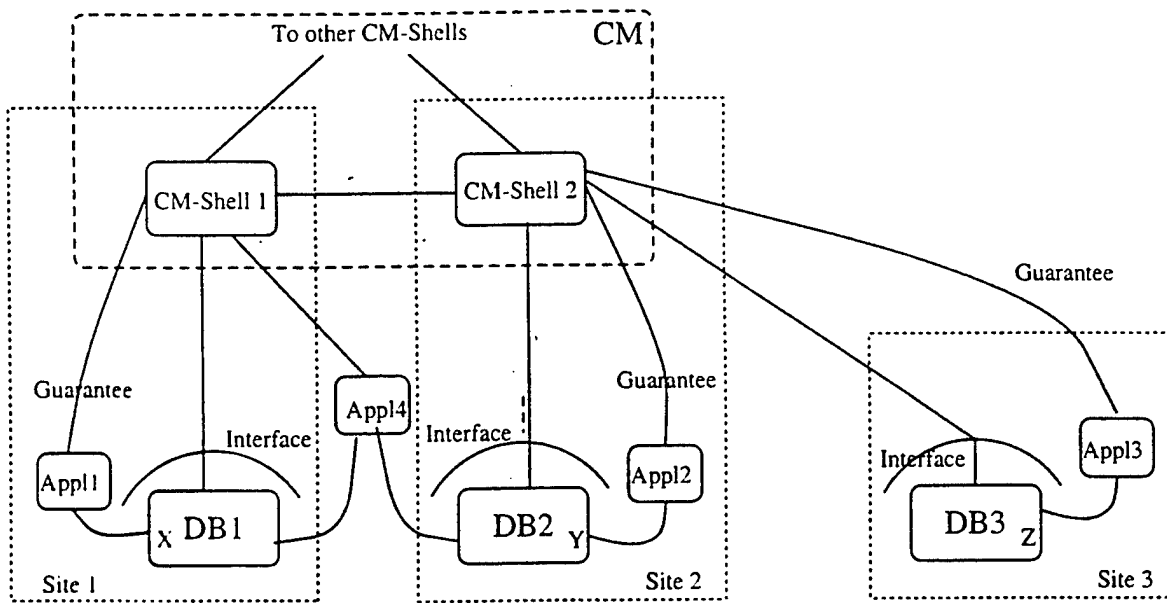 To other CM-Shells
CM
CM-Shell 1
CM-Shell 2
Guarantee
Guarantee
Guarantee
Appl4
Interface
Interface
Interface
Appl1
Appl2
Appl3
X DB1
DB2 Y
DB3 Z
Site 1
Site 2
Site 3